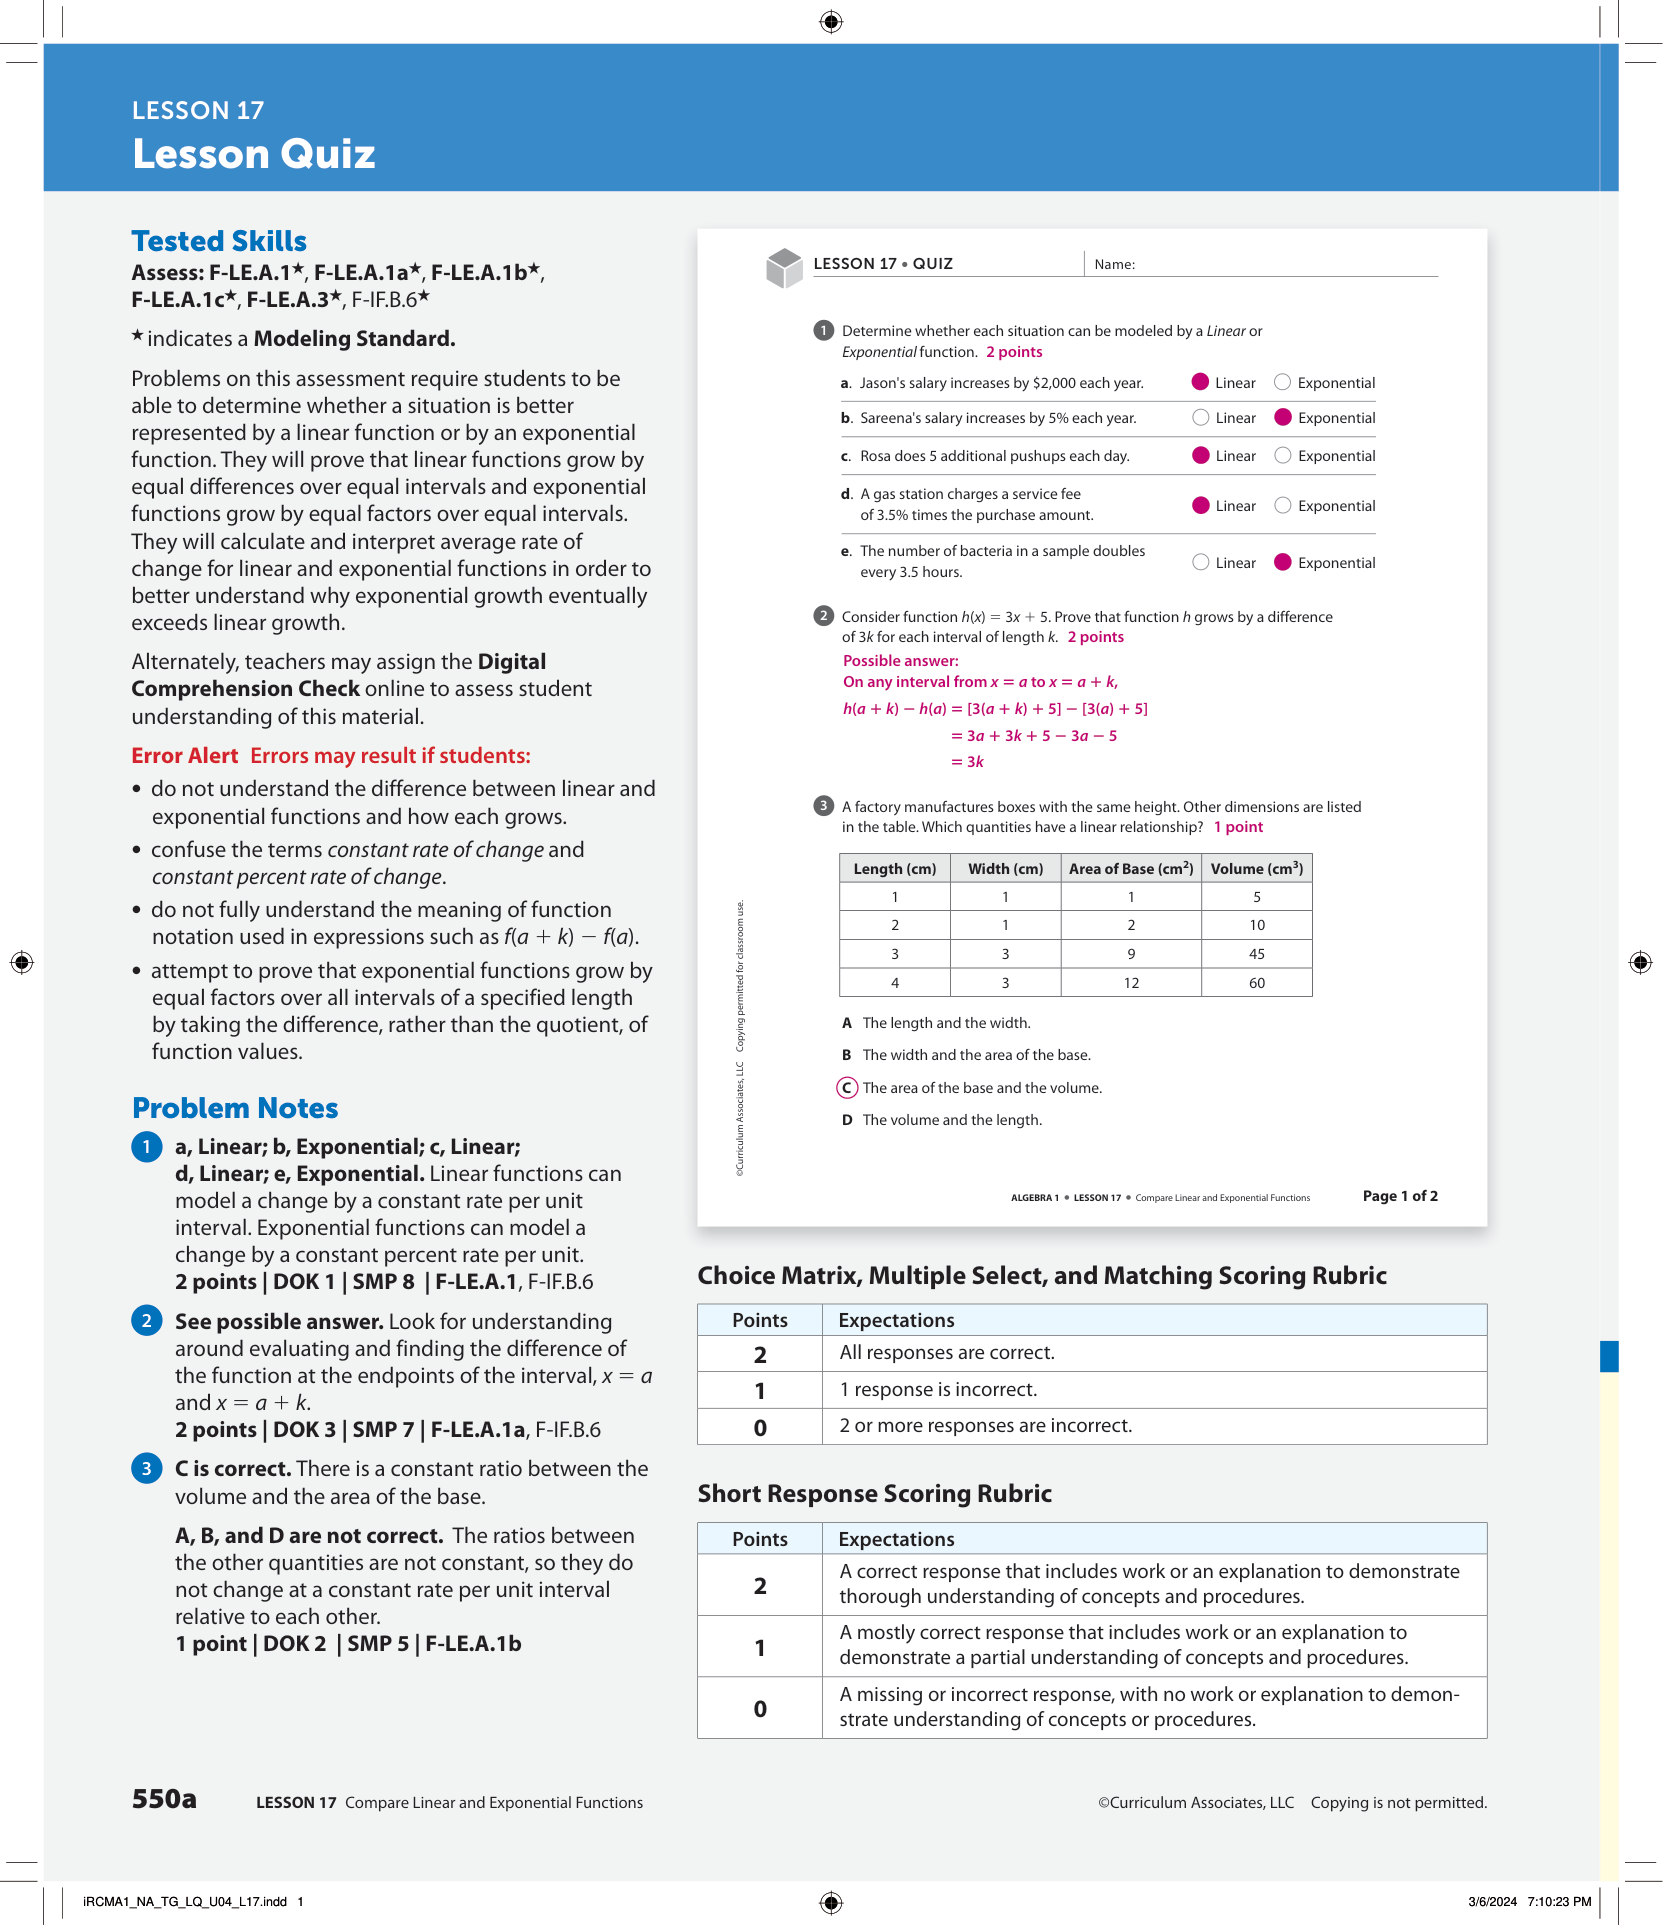 LESSON 17
Lesson Quiz
Tested Skills
Assess: F-LE.A.1★, F-LE.A.1a★, F-LE.A.1b★,
F-LE.A.1c★, F-LE.A.3★, F-IF.B.6★
★ indicates a Modeling Standard.
Problems on this assessment require students to be
able to determine whether a situation is better
represented by a linear function or by an exponential
function. They will prove that linear functions grow by
equal differences over equal intervals and exponential
functions grow by equal factors over equal intervals.
They will calculate and interpret average rate of
change for linear and exponential functions in order to
better understand why exponential growth eventually
exceeds linear growth.
Alternately, teachers may assign the Digital
Comprehension Check online to assess student
understanding of this material.
Error Alert Errors may result if students:
• do not understand the difference between linear and
exponential functions and how each grows.
• confuse the terms constant rate of change and
constant percent rate of change.
• do not fully understand the meaning of function
notation used in expressions such as f(a + k) − f(a).
• attempt to prove that exponential functions grow by
equal factors over all intervals of a specified length
by taking the difference, rather than the quotient, of
function values.
Problem Notes
1 a, Linear; b, Exponential; c, Linear;
d, Linear; e, Exponential. Linear functions can
model a change by a constant rate per unit
interval. Exponential functions can model a
change by a constant percent rate per unit.
2 points | DOK 1 | SMP 8 | F-LE.A.1, F-IF.B.6
2 See possible answer. Look for understanding
around evaluating and finding the difference of
the function at the endpoints of the interval, x = a
and x = a + k.
2 points | DOK 3 | SMP 7 | F-LE.A.1a, F-IF.B.6
3 C is correct. There is a constant ratio between the
volume and the area of the base.
A, B, and D are not correct. The ratios between
the other quantities are not constant, so they do
not change at a constant rate per unit interval
relative to each other.
1 point | DOK 2 | SMP 5 | F-LE.A.1b
LESSON 17 • QUIZ Name:
1 Determine whether each situation can be modeled by a Linear or
Exponential function. 2 points
a. Jason's salary increases by $2,000 each year. Linear Exponential
b. Sareena's salary increases by 5% each year. Linear Exponential
c. Rosa does 5 additional pushups each day. Linear Exponential
d. A gas station charges a service fee
of 3.5% times the purchase amount. Linear Exponential
e. The number of bacteria in a sample doubles
every 3.5 hours. Linear Exponential
2 Consider function h(x) = 3x + 5. Prove that function h grows by a difference
of 3k for each interval of length k. 2 points
Possible answer:
On any interval from x = a to x = a + k,
h(a + k) − h(a) = [3(a + k) + 5] − [3(a) + 5]
= 3a + 3k + 5 − 3a − 5
= 3k
3 A factory manufactures boxes with the same height. Other dimensions are listed
in the table. Which quantities have a linear relationship? 1 point
Length (cm) Width (cm) Area of Base (cm²) Volume (cm³)
1 1 1 5
2 1 2 10
3 3 9 45
4 3 12 60
A The length and the width.
B The width and the area of the base.
C The area of the base and the volume.
D The volume and the length.
©Curriculum Associates, LLC Copying permitted for classroom use.
ALGEBRA 1 • LESSON 17 • Compare Linear and Exponential Functions Page 1 of 2
Choice Matrix, Multiple Select, and Matching Scoring Rubric
Points Expectations
2 All responses are correct.
1 1 response is incorrect.
0 2 or more responses are incorrect.
Short Response Scoring Rubric
Points Expectations
2 A correct response that includes work or an explanation to demonstrate
thorough understanding of concepts and procedures.
1 A mostly correct response that includes work or an explanation to
demonstrate a partial understanding of concepts and procedures.
0 A missing or incorrect response, with no work or explanation to demon-
strate understanding of concepts or procedures.
550a LESSON 17 Compare Linear and Exponential Functions ©Curriculum Associates, LLC Copying is not permitted.
iRCMA1_NA_TG_LQ_U04_L17.indd 1 3/6/2024 7:10:23 PM